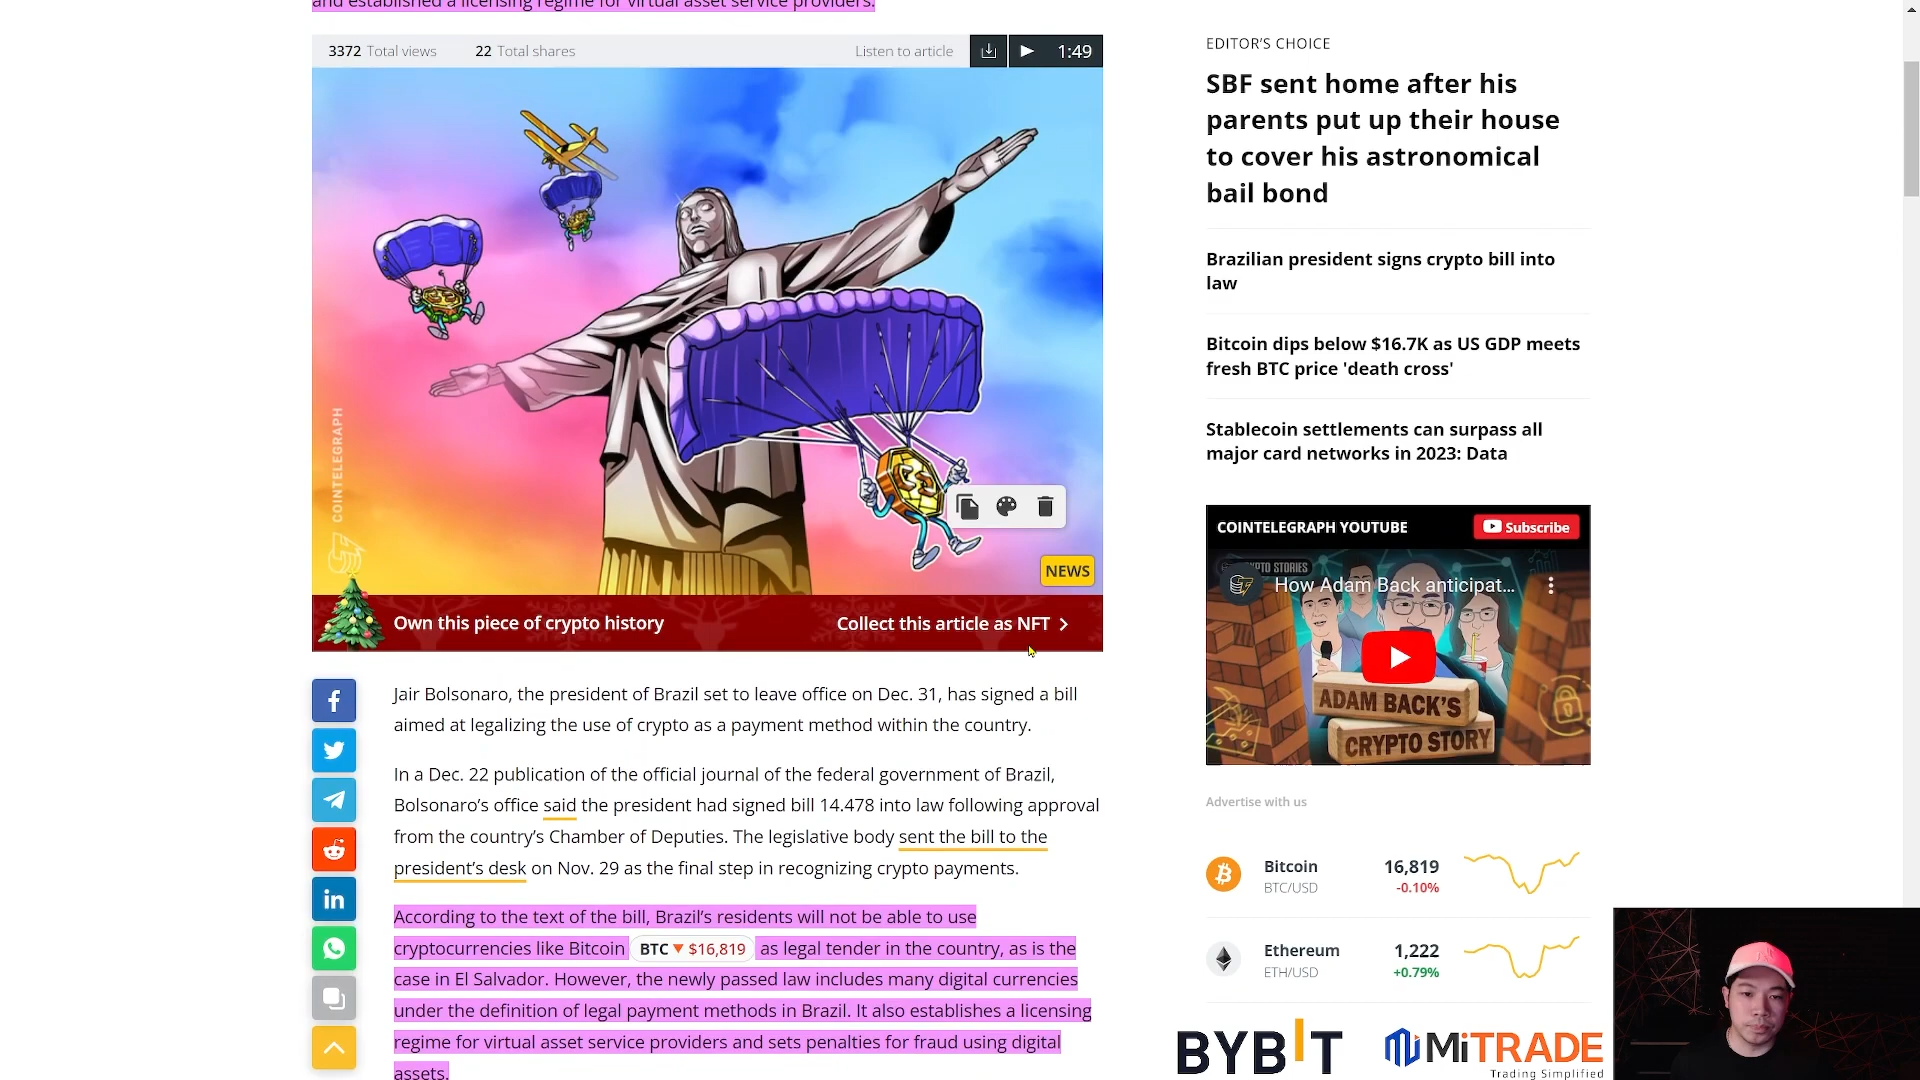 and established a licensing regime for virtual asset service providers.
3372 Total views 22 Total shares Listen to article 1:49
COINTELEGRAPH
NEWS
Own this piece of crypto history Collect this article as NFT
Jair Bolsonaro, the president of Brazil set to leave office on Dec. 31, has signed a bill
aimed at legalizing the use of crypto as a payment method within the country.
In a Dec. 22 publication of the official journal of the federal government of Brazil,
Bolsonaro's office said the president had signed bill 14.478 into law following approval
from the country's Chamber of Deputies. The legislative body sent the bill to the
president's desk on Nov. 29 as the final step in recognizing crypto payments.
According to the text of the bill, Brazil's residents will not be able to use
cryptocurrencies like Bitcoin BTC ▼ $16,819 as legal tender in the country, as is the
case in El Salvador. However, the newly passed law includes many digital currencies
under the definition of legal payment methods in Brazil. It also establishes a licensing
regime for virtual asset service providers and sets penalties for fraud using digital
assets.
EDITOR'S CHOICE
SBF sent home after his
parents put up their house
to cover his astronomical
bail bond
Brazilian president signs crypto bill into
law
Bitcoin dips below $16.7K as US GDP meets
fresh BTC price 'death cross'
Stablecoin settlements can surpass all
major card networks in 2023: Data
COINTELEGRAPH YOUTUBE Subscribe
How Adam Back anticipat...
ADAM BACK'S
CRYPTO STORY
Advertise with us
Bitcoin 16,819
BTC/USD -0.10%
Ethereum 1,222
ETH/USD +0.79%
BYBIT MiTRADE
Trading Simplified